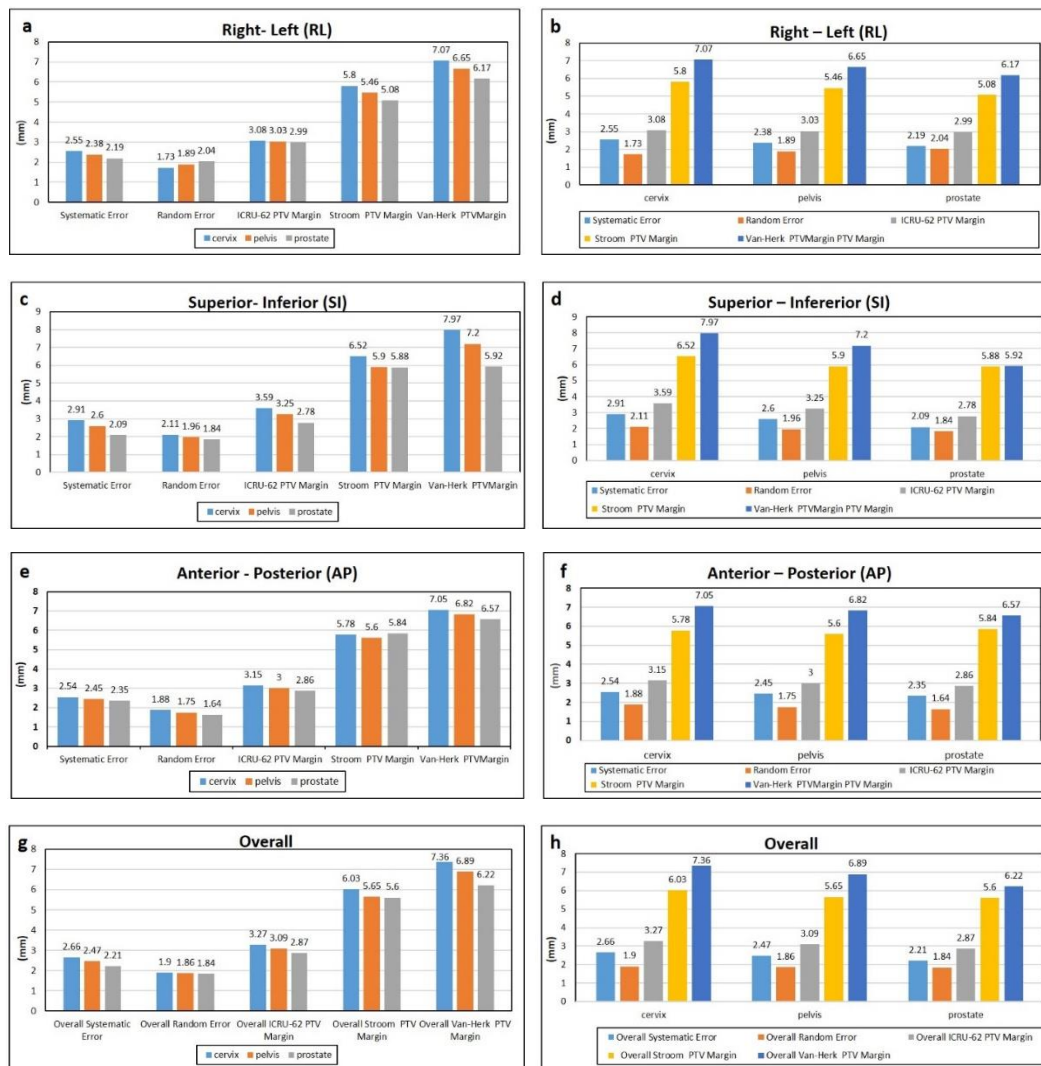 a
Right- Left (RL)
(mm)
8
7
6
5
4
3
2
1
0
2.55 2.38 2.19
1.73 1.89 2.04
3.08 3.03 2.99
5.8 5.46 5.08
7.07 6.65 6.17
Systematic Error Random Error ICRU-62 PTV Margin Stroom PTV Margin Van-Herk PTVMargin
cervix pelvis prostate
b
Right – Left (RL)
(mm)
8
7
6
5
4
3
2
1
0
2.55 1.73 3.08 5.8 7.07
2.38 1.89 3.03 5.46 6.65
2.19 2.04 2.99 5.08 6.17
cervix pelvis prostate
Systematic Error Random Error ICRU-62 PTV Margin
Stroom PTV Margin Van-Herk PTVMargin PTV Margin
c
Superior- Inferior (SI)
(mm)
9
8
7
6
5
4
3
2
1
0
2.91 2.6 2.09
2.11 1.96 1.84
3.59 3.25 2.78
6.52 5.9 5.88
7.97 7.2 5.92
Systematic Error Random Error ICRU-62 PTV Margin Stroom PTV Margin Van-Herk PTVMargin
cervix pelvis prostate
d
Superior – Infererior (SI)
(mm)
9
8
7
6
5
4
3
2
1
0
2.91 2.11 3.59 6.52 7.97
2.6 1.96 3.25 5.9 7.2
2.09 1.84 2.78 5.88 5.92
cervix pelvis prostate
Systematic Error Random Error ICRU-62 PTV Margin
Stroom PTV Margin Van-Herk PTVMargin PTV Margin
e
Anterior - Posterior (AP)
(mm)
8
7
6
5
4
3
2
1
0
2.54 2.45 2.35
1.88 1.75 1.64
3.15 3 2.86
5.78 5.6 5.84
7.05 6.82 6.57
Systematic Error Random Error ICRU-62 PTV Margin Stroom PTV Margin Van-Herk PTVMargin
cervix pelvis prostate
f
Anterior – Posterior (AP)
(mm)
8
7
6
5
4
3
2
1
0
2.54 1.88 3.15 5.78 7.05
2.45 1.75 3 5.6 6.82
2.35 1.64 2.86 5.84 6.57
cervix pelvis prostate
Systematic Error Random Error ICRU-62 PTV Margin
Stroom PTV Margin Van-Herk PTVMargin PTV Margin
g
Overall
(mm)
8
7
6
5
4
3
2
1
0
2.66 2.47 2.21
1.9 1.86 1.84
3.27 3.09 2.87
6.03 5.65 5.6
7.36 6.89 6.22
Overall Systematic Overall Random Error Overall ICRU-62 PTV Overall Stroom PTV Overall Van-Herk PTV
Error Margin Margin Margin
cervix pelvis prostate
h
Overall
(mm)
8
7
6
5
4
3
2
1
0
2.66 1.9 3.27 6.03 7.36
2.47 1.86 3.09 5.65 6.89
2.21 1.84 2.87 5.6 6.22
cervix pelvis prostate
Overall Systematic Error Overall Random Error Overall ICRU-62 PTV Margin
Overall Stroom PTV Margin Overall Van-Herk PTV Margin